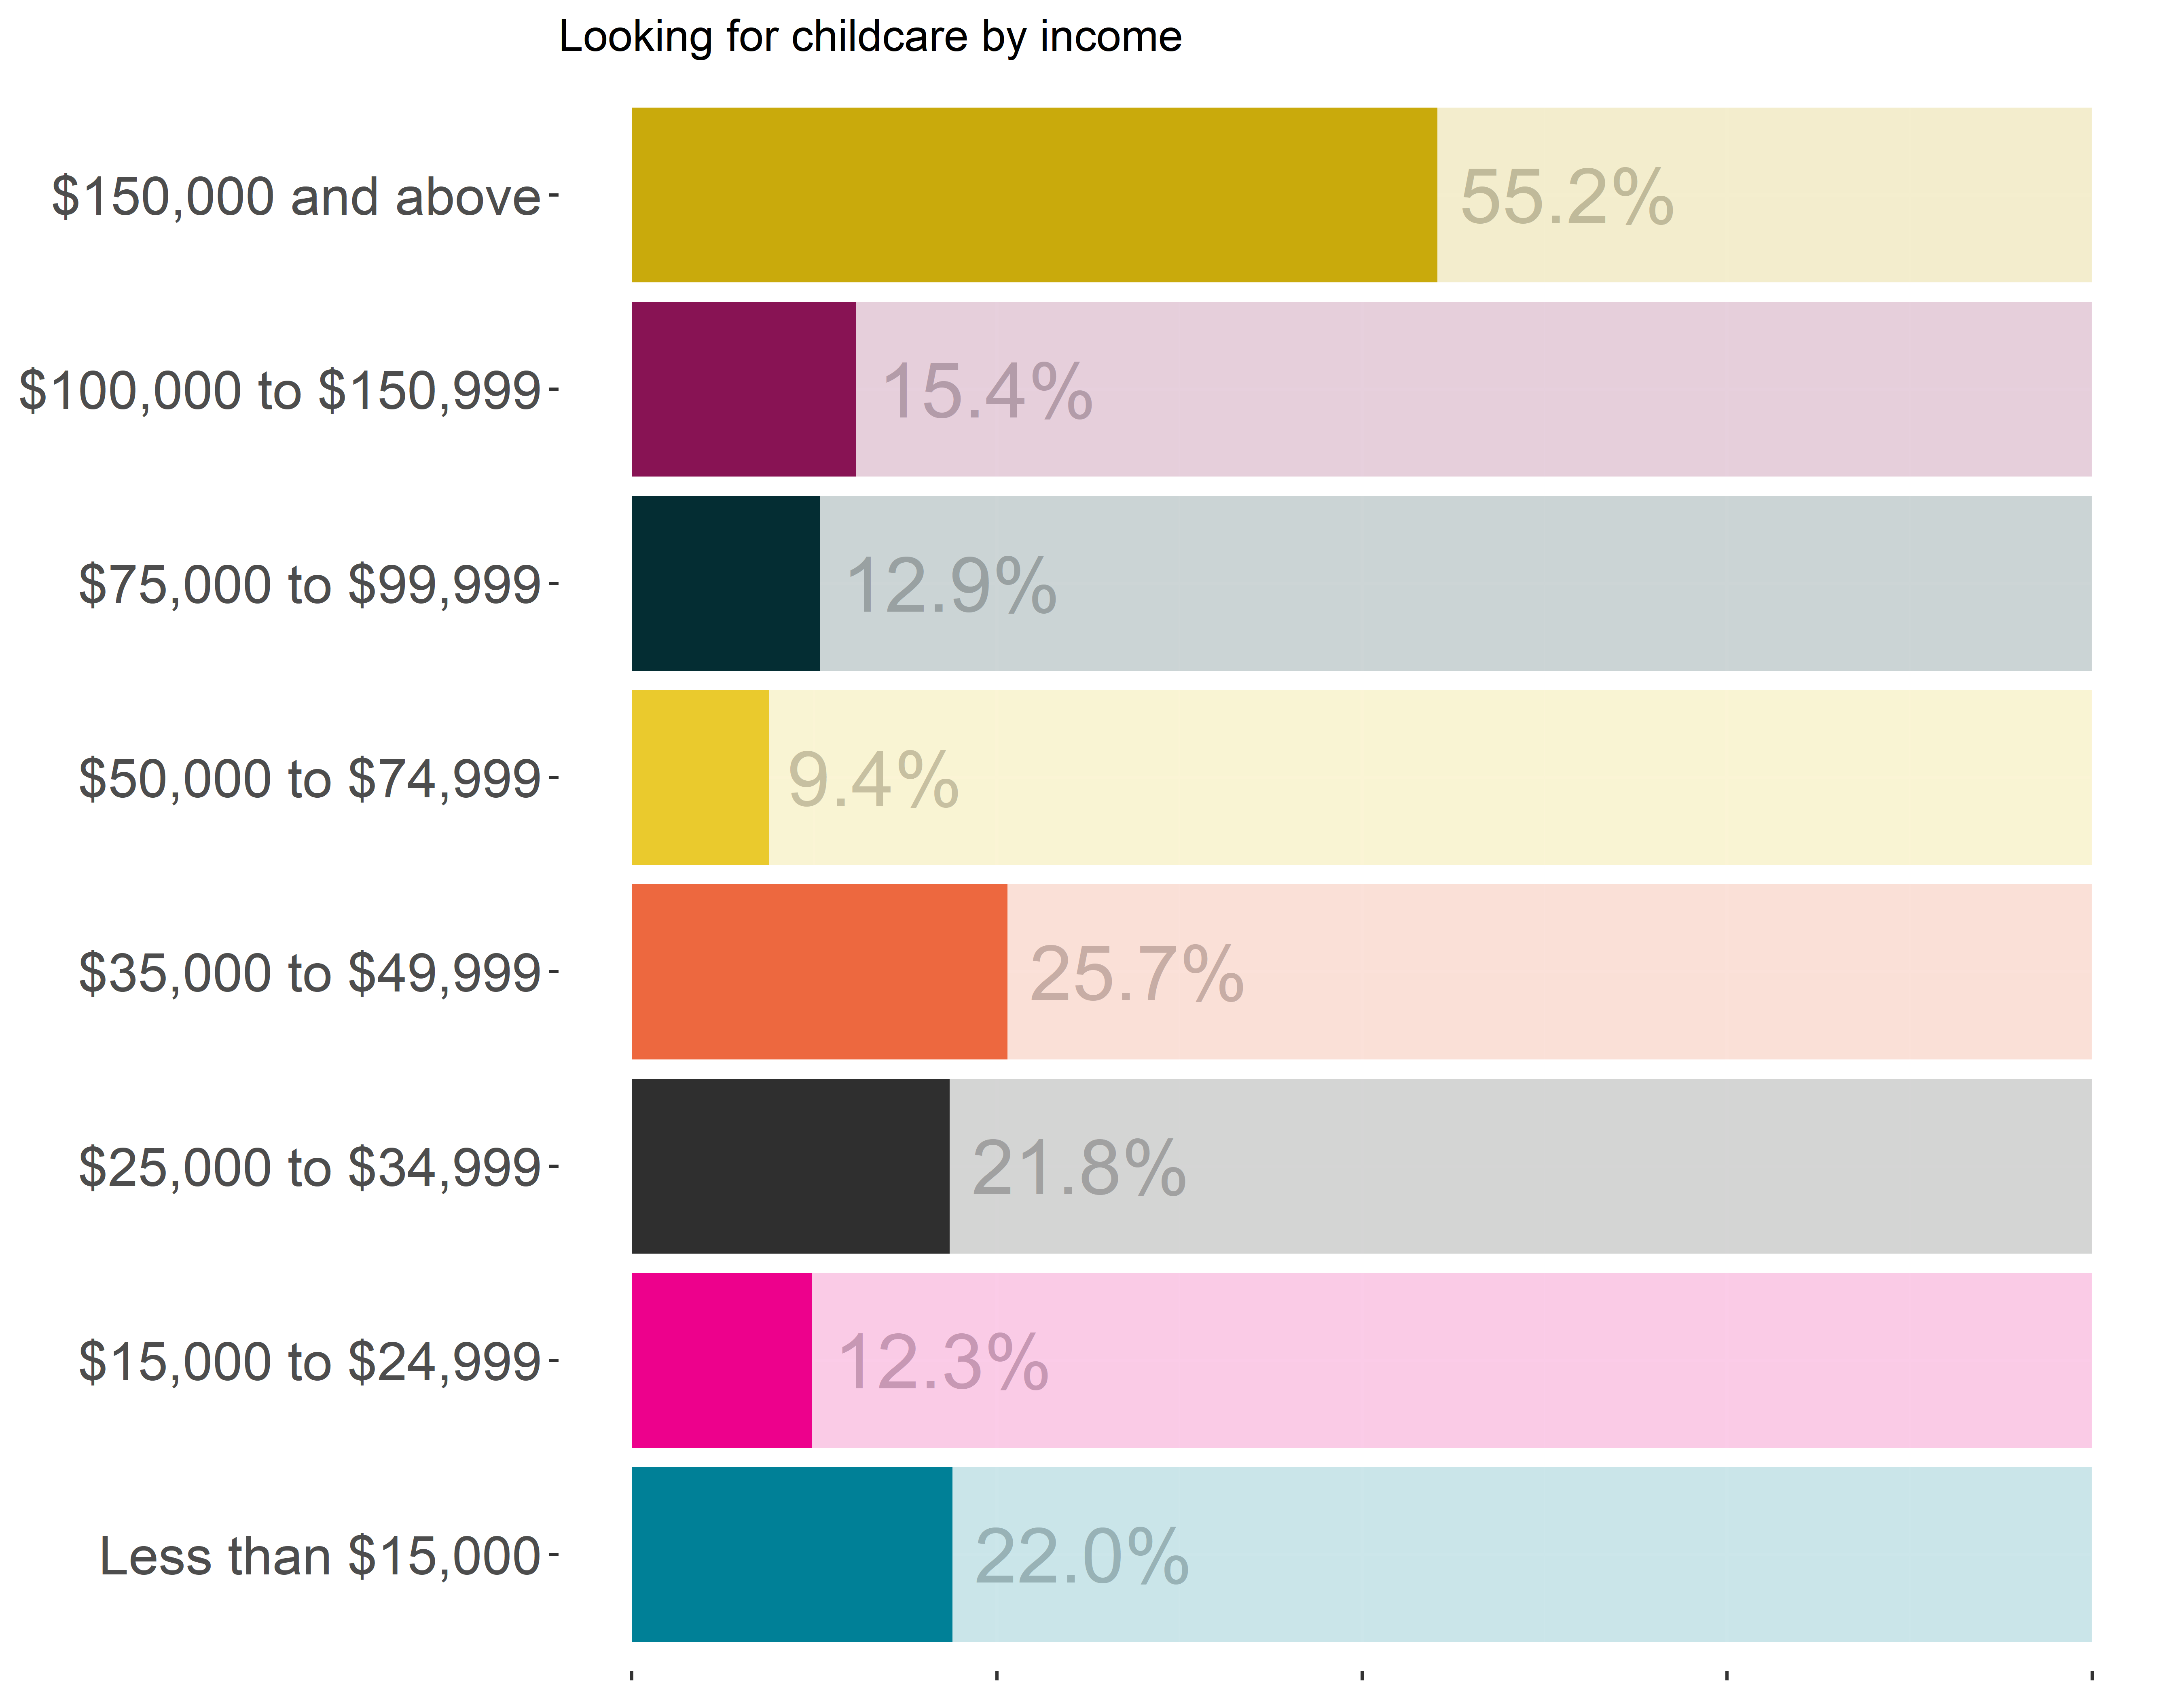 Looking for childcare by income
$150,000 and above
55.2%
$100,000 to $150,999
15.4%
$75,000 to $99,999
12.9%
$50,000 to $74,999
9.4%
$35,000 to $49,999
25.7%
$25,000 to $34,999
21.8%
$15,000 to $24,999
12.3%
Less than $15,000
22.0%